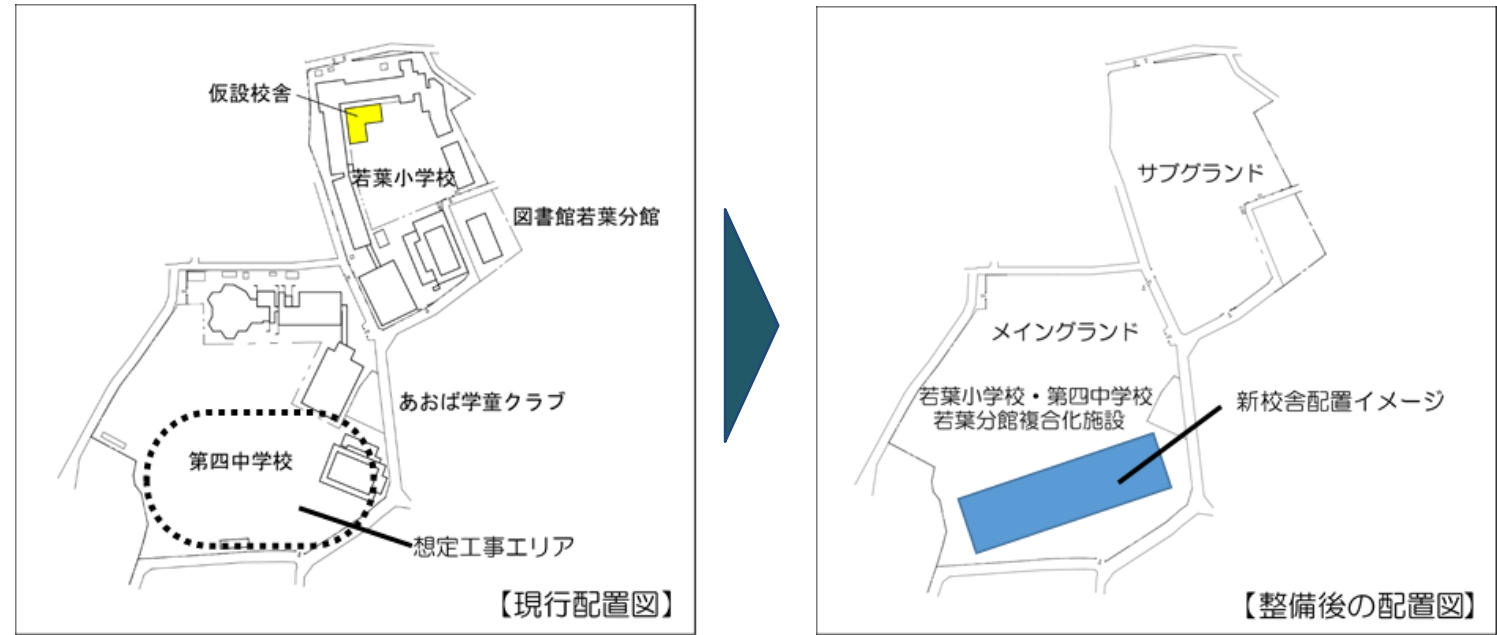 仮設校舎
若葉小学校
図書館若葉分館
あおば学童クラブ
第四中学校
想定工事エリア
【現行配置図】
サブグランド
メイングランド
若葉小学校・第四中学校
若葉分館複合化施設
新校舎配置イメージ
【整備後の配置図】